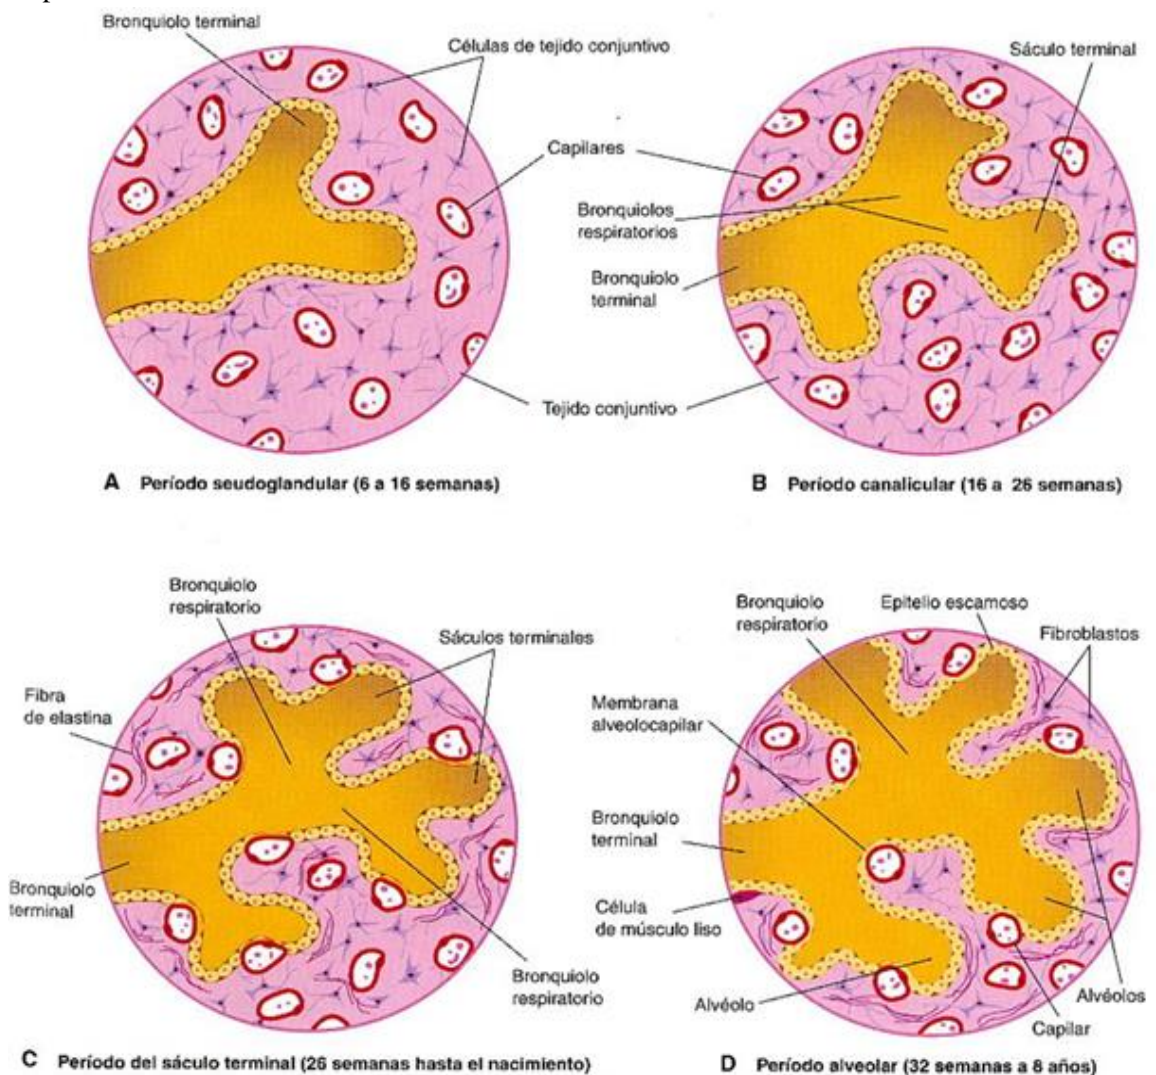 Bronquiolo terminal
Células de tejido conjuntivo
Sáculo terminal
Capilares
Bronquiolos
respiratorios
Bronquiolo
terminal
Tejido conjuntivo
A Período seudoglandular (6 a 16 semanas)
B Período canalicular (16 a 26 semanas)
Bronquiolo
respiratorio
Sáculos terminales
Fibra
de elastina
Bronquiolo
terminal
Bronquiolo
respiratorio
C Período del sáculo terminal (26 semanas hasta el nacimiento)
Bronquiolo
respiratorio
Epitelio escamoso
Fibroblastos
Membrana
alveolocapilar
Bronquiolo
terminal
Célula
de músculo liso
Alvéolo
Alvéolos
Capilar
D Período alveolar (32 semanas a 8 años)